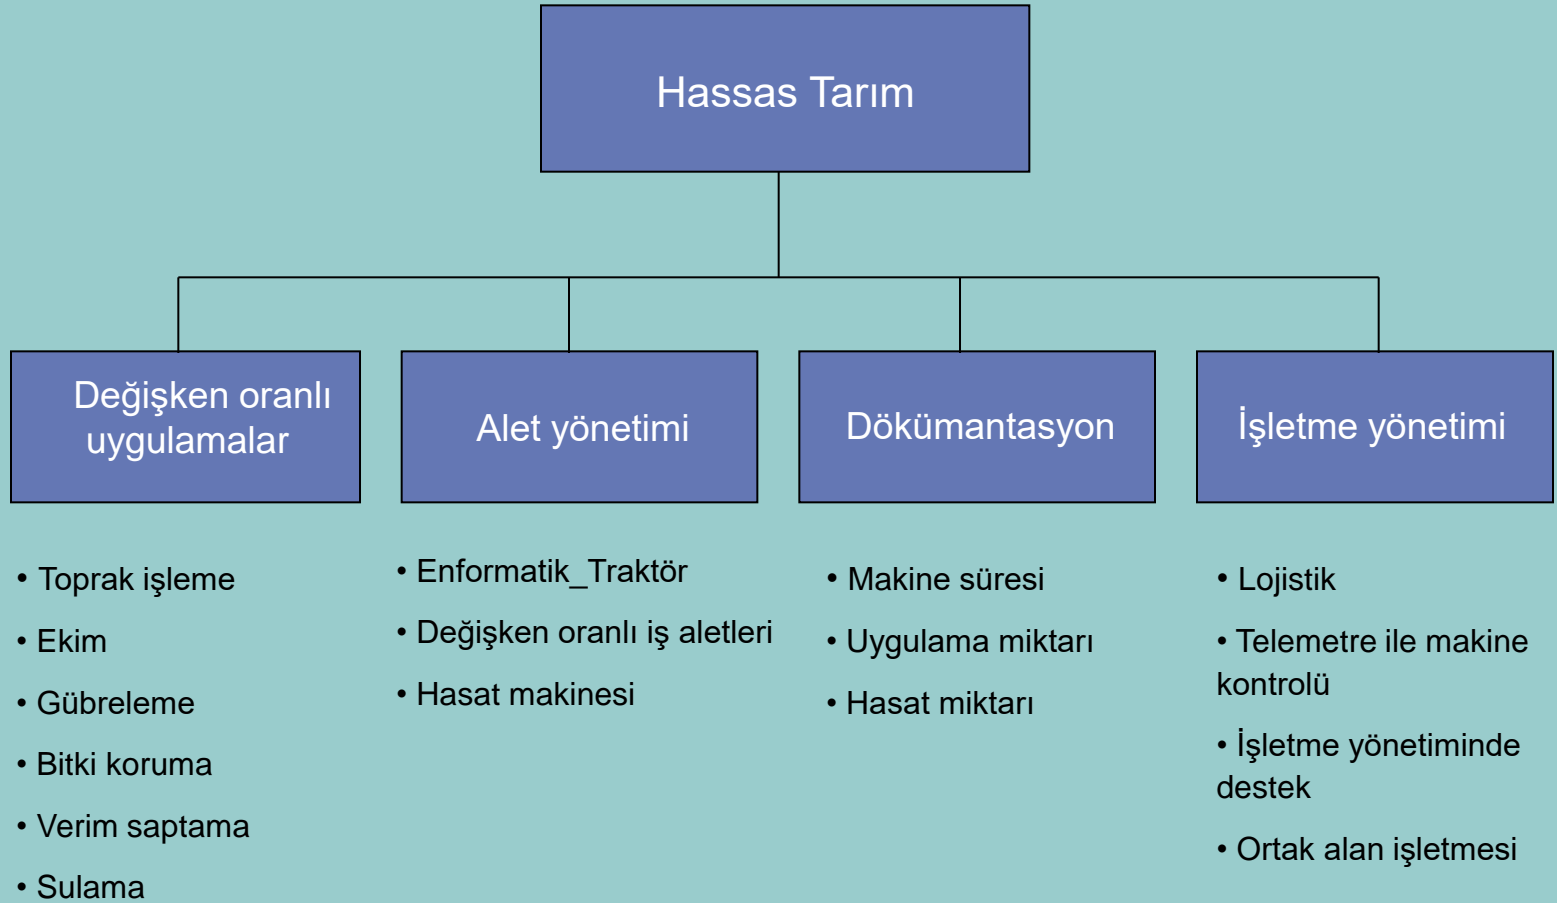 Hassas Tarım
Değişken oranlı
uygulamalar
Alet yönetimi
Dökümantasyon
İşletme yönetimi
• Toprak işleme
• Ekim
• Gübreleme
• Bitki koruma
• Verim saptama
• Sulama
• Enformatik_Traktör
• Değişken oranlı iş aletleri
• Hasat makinesi
• Makine süresi
• Uygulama miktarı
• Hasat miktarı
• Lojistik
• Telemetre ile makine
kontrolü
• İşletme yönetiminde
destek
• Ortak alan işletmesi